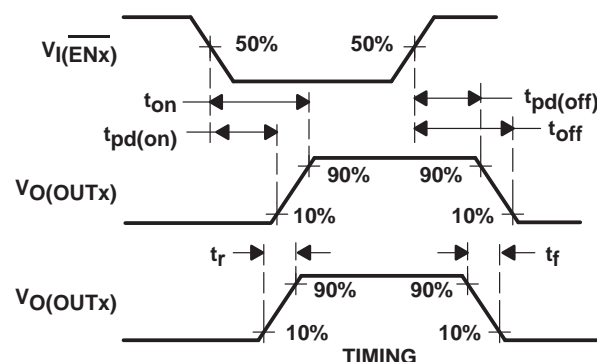 VI(ENx)
50%
50%
ton
tpd(off)
tpd(on)
toff
VO(OUTx)
90%
90%
10%
10%
tr
tf
VO(OUTx)
90%
90%
10%
10%
TIMING